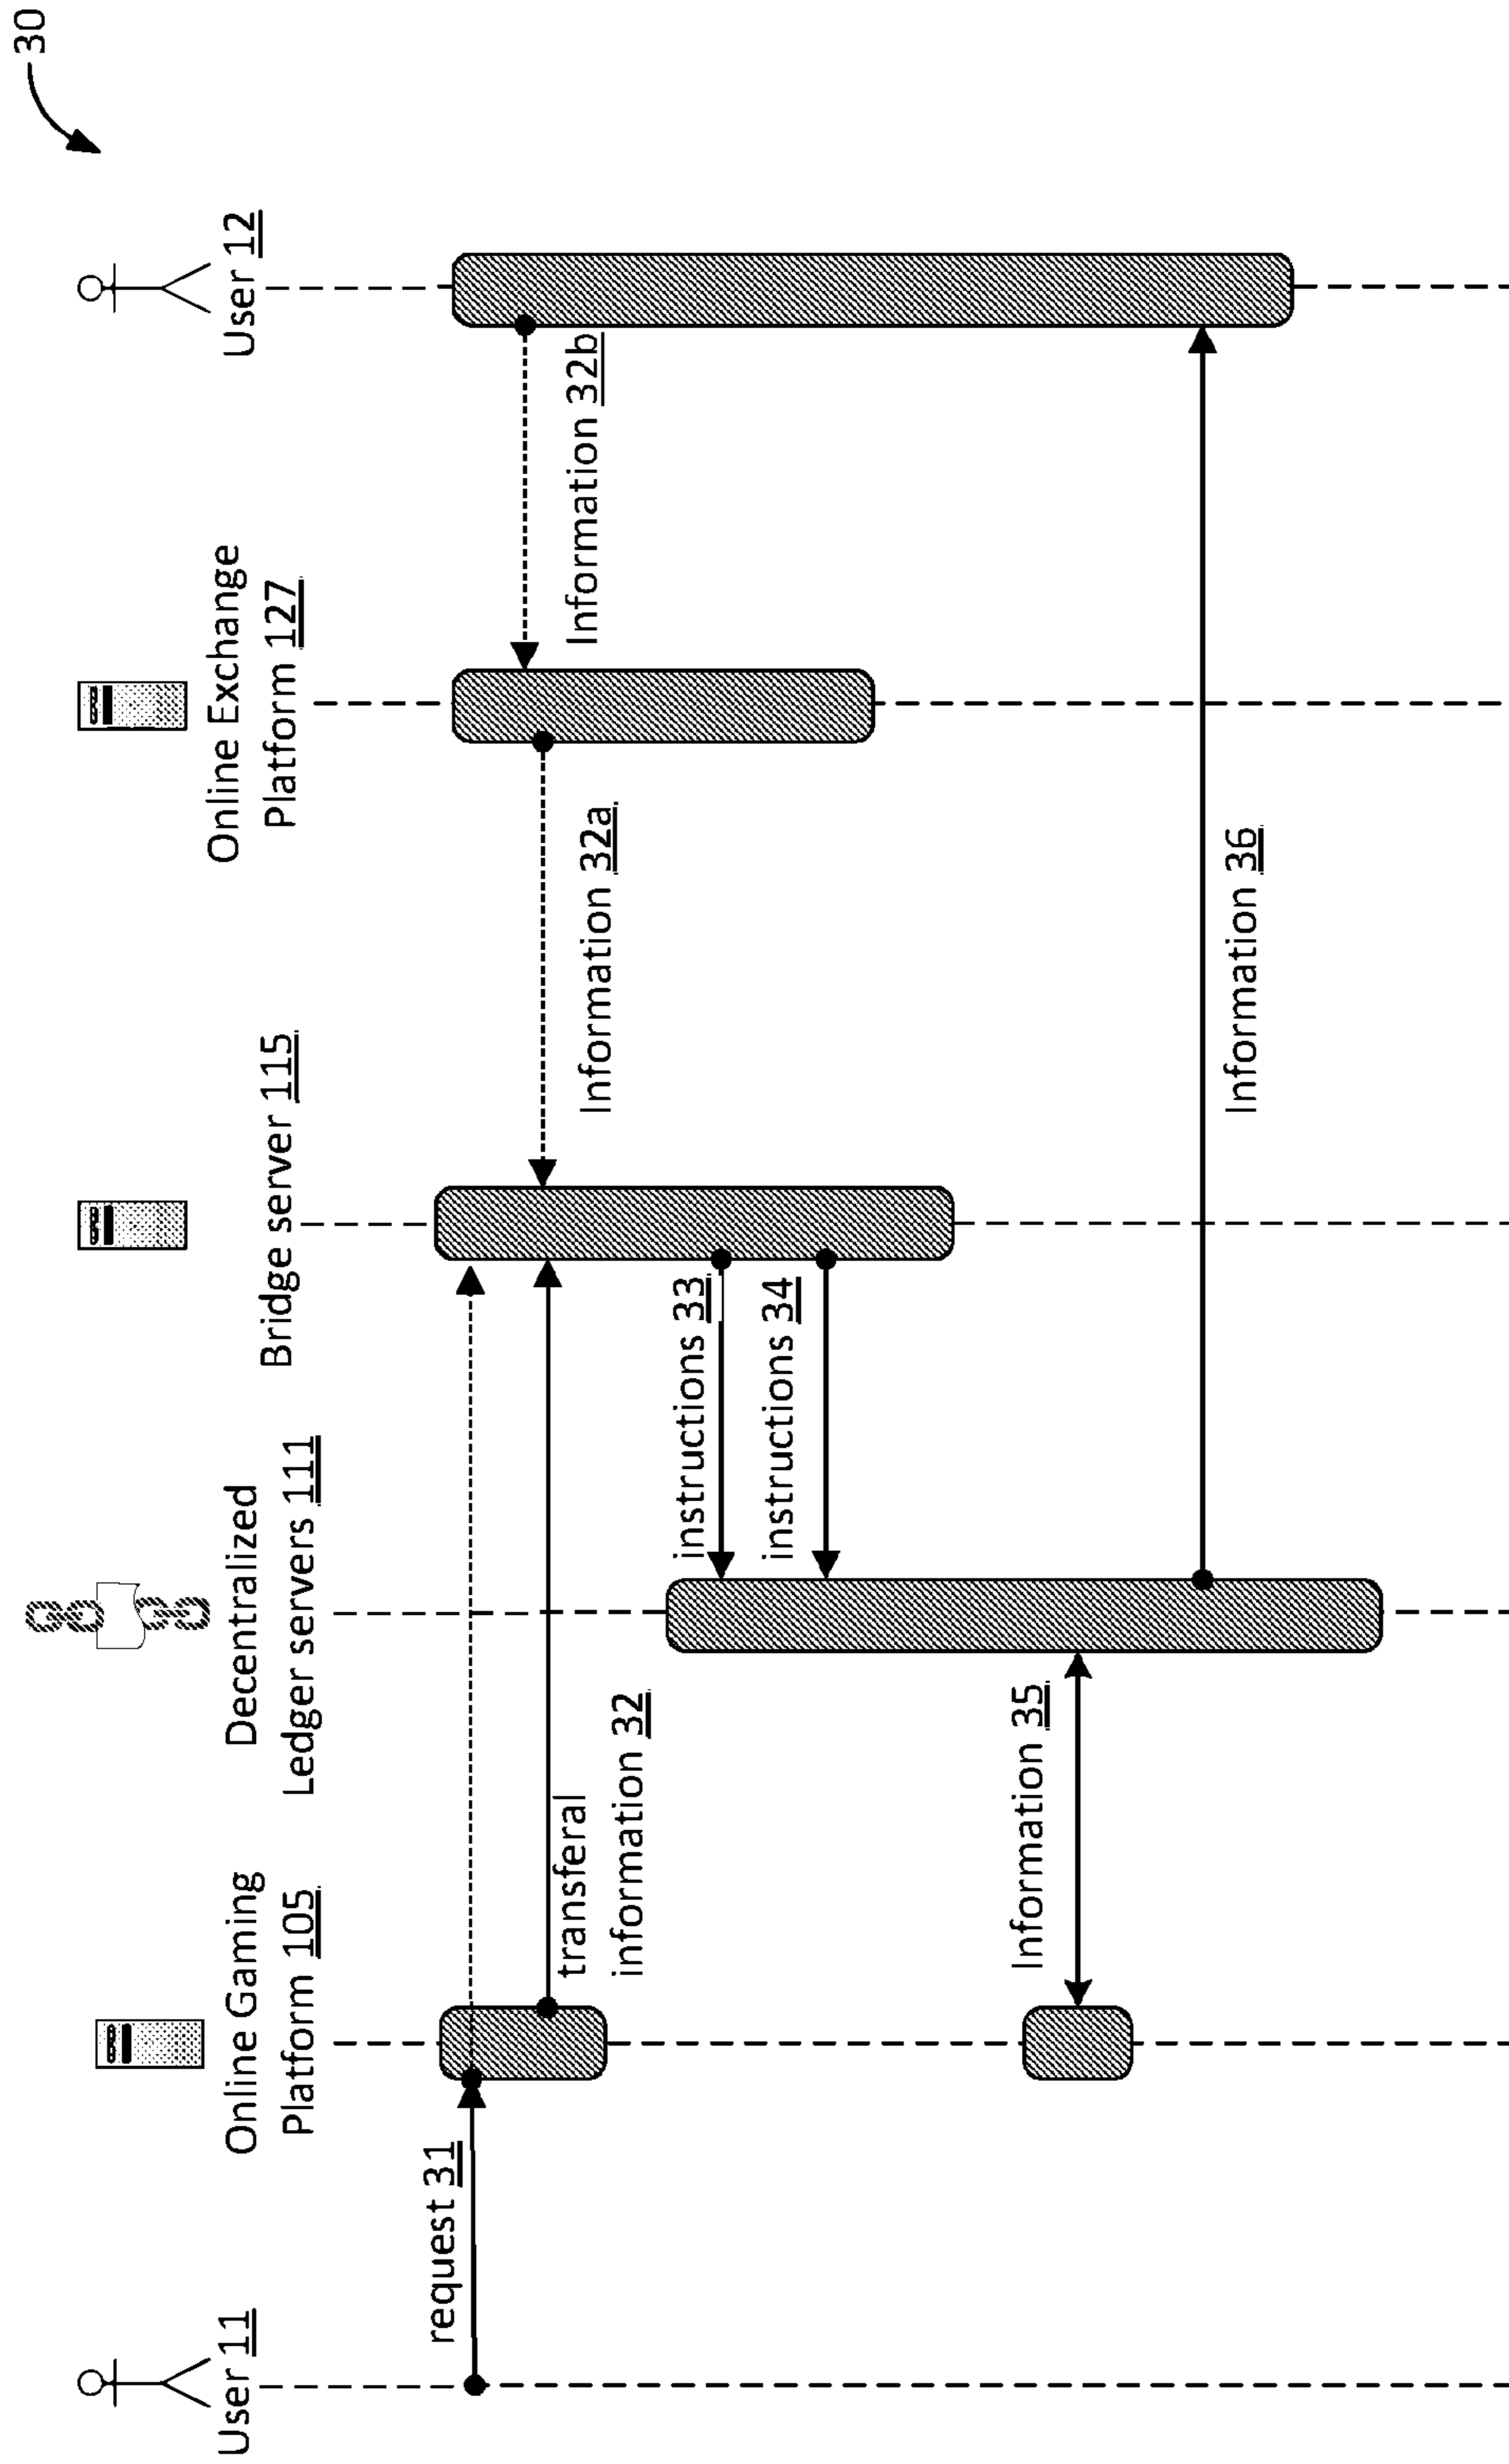 30
User 11
Online Gaming
Platform 105
Decentralized
Ledger servers 111
Bridge server 115
Online Exchange
Platform 127
User 12
request 31
transferal
information 32
Information 32a
Information 32b
instructions 33
instructions 34
Information 35
Information 36